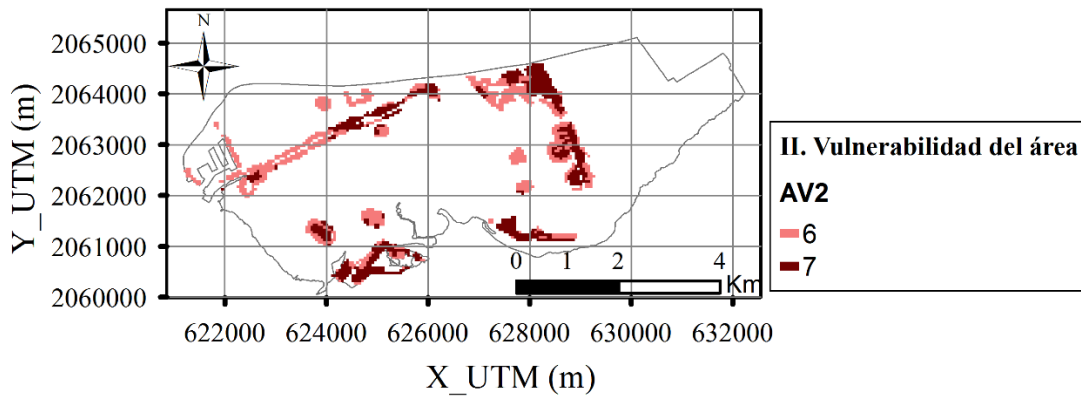 N
2065000
2064000
2063000
2062000
2061000
2060000
Y_UTM (m)
0 1 2 4
Km
622000 624000 626000 628000 630000 632000
X_UTM (m)
II. Vulnerabilidad del área
AV2
6
7